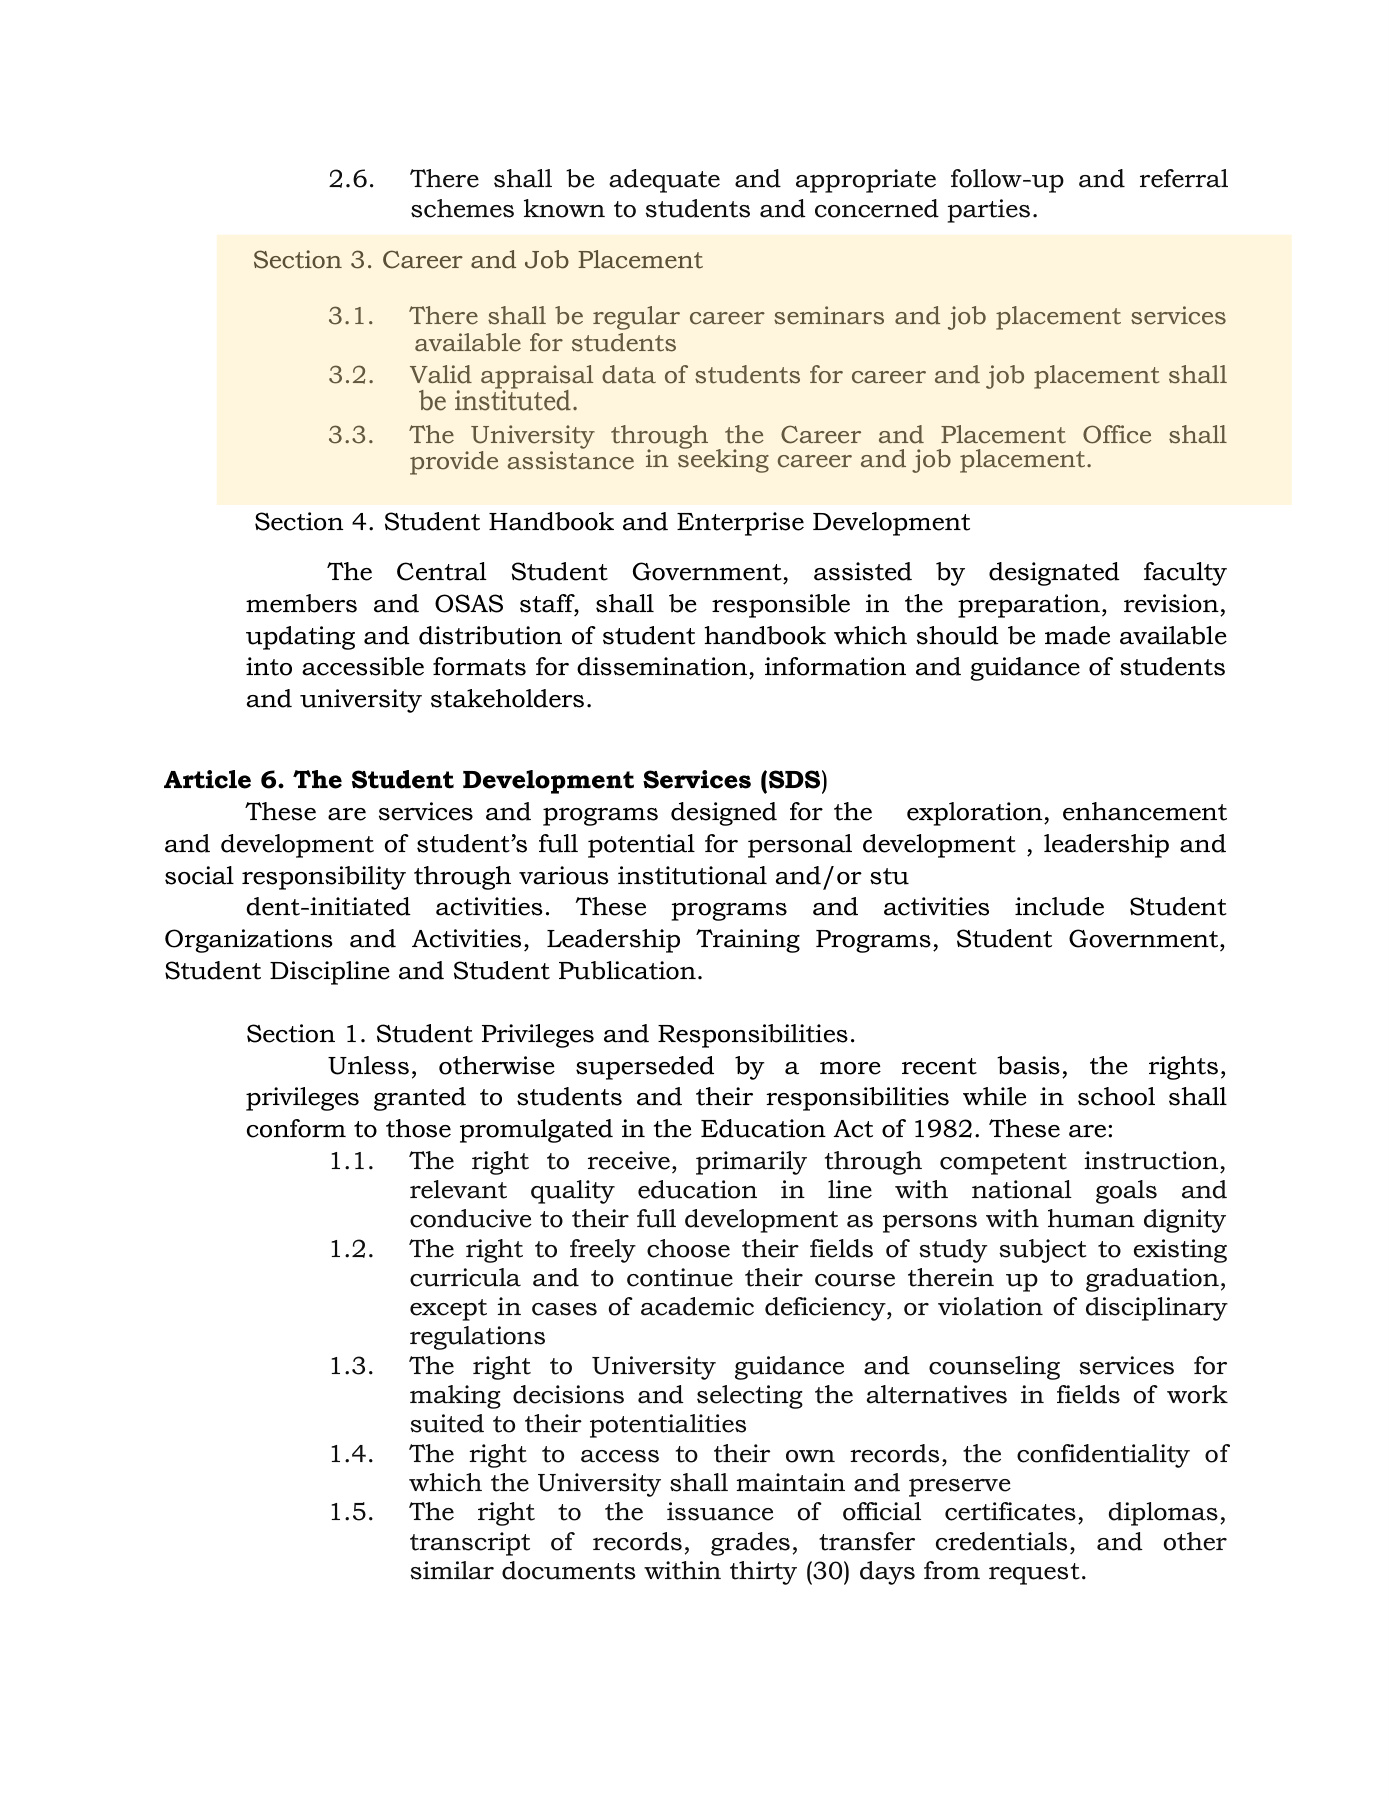 2.6. There shall be adequate and appropriate follow-up and referral
schemes known to students and concerned parties.
Section 3. Career and Job Placement
3.1. There shall be regular career seminars and job placement services
available for students
3.2. Valid appraisal data of students for career and job placement shall
be instituted.
3.3. The University through the Career and Placement Office shall
provide assistance in seeking career and job placement.
Section 4. Student Handbook and Enterprise Development
The Central Student Government, assisted by designated faculty
members and OSAS staff, shall be responsible in the preparation, revision,
updating and distribution of student handbook which should be made available
into accessible formats for dissemination, information and guidance of students
and university stakeholders.
Article 6. The Student Development Services (SDS)
These are services and programs designed for the exploration, enhancement
and development of student’s full potential for personal development , leadership and
social responsibility through various institutional and/or stu
dent-initiated activities. These programs and activities include Student
Organizations and Activities, Leadership Training Programs, Student Government,
Student Discipline and Student Publication.
Section 1. Student Privileges and Responsibilities.
Unless, otherwise superseded by a more recent basis, the rights,
privileges granted to students and their responsibilities while in school shall
conform to those promulgated in the Education Act of 1982. These are:
1.1. The right to receive, primarily through competent instruction,
relevant quality education in line with national goals and
conducive to their full development as persons with human dignity
1.2. The right to freely choose their fields of study subject to existing
curricula and to continue their course therein up to graduation,
except in cases of academic deficiency, or violation of disciplinary
regulations
1.3. The right to University guidance and counseling services for
making decisions and selecting the alternatives in fields of work
suited to their potentialities
1.4. The right to access to their own records, the confidentiality of
which the University shall maintain and preserve
1.5. The right to the issuance of official certificates, diplomas,
transcript of records, grades, transfer credentials, and other
similar documents within thirty (30) days from request.